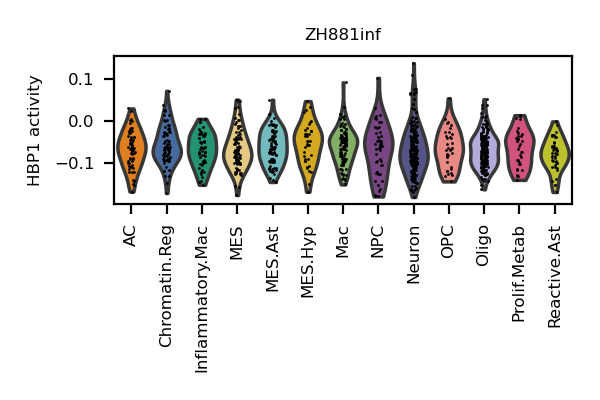 ZH881inf
HBP1 activity
0.1
0.0
−0.1
AC
Chromatin.Reg
Inflammatory.Mac
MES
MES.Ast
MES.Hyp
Mac
NPC
Neuron
OPC
Oligo
Prolif.Metab
Reactive.Ast